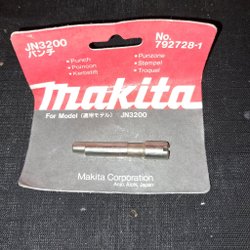 JN3200
パンチ
No.
792728-1
• Punch
• Poinçon
• Punzone
• Stempel
• Troquel
makita
For Model (適用モデル) JN3200
Makita Corporation
Anjo, Aichi, Japan